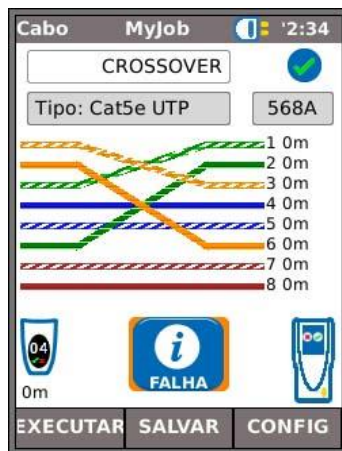 Cabo MyJob '2:34
CROSSOVER
Tipo: Cat5e UTP 568A
1 0m
2 0m
3 0m
4 0m
5 0m
6 0m
7 0m
8 0m
04
0m
i
FALHA
EXECUTAR SALVAR CONFIG